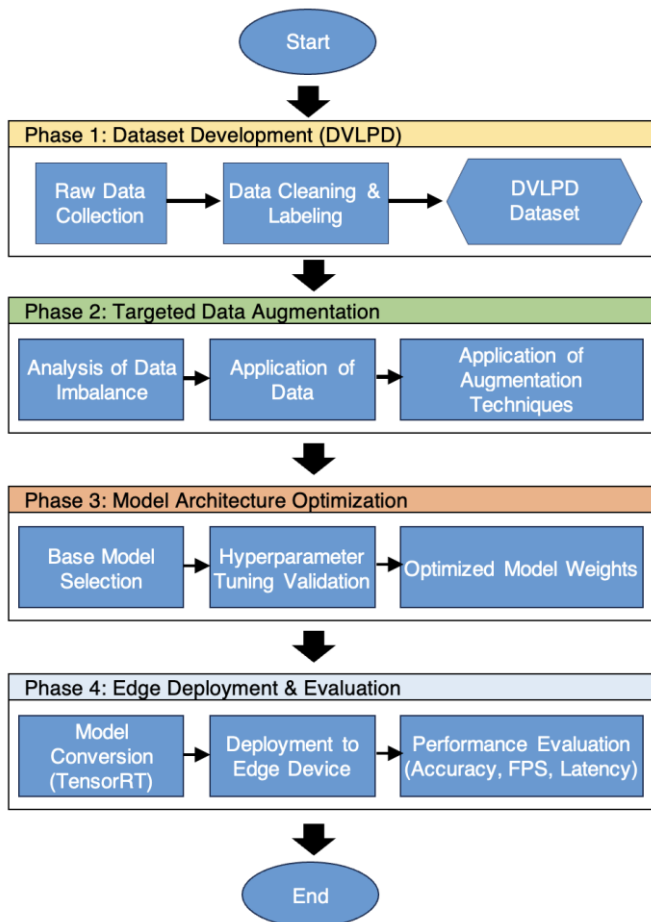 Start
Phase 1: Dataset Development (DVLPD)
Raw Data
Collection
Data Cleaning &
Labeling
DVLPD
Dataset
Phase 2: Targeted Data Augmentation
Analysis of Data
Imbalance
Application of
Data
Application of
Augmentation
Techniques
Phase 3: Model Architecture Optimization
Base Model
Selection
Hyperparameter
Tuning Validation
Optimized Model Weights
Phase 4: Edge Deployment & Evaluation
Model
Conversion
(TensorRT)
Deployment to
Edge Device
Performance Evaluation
(Accuracy, FPS, Latency)
End